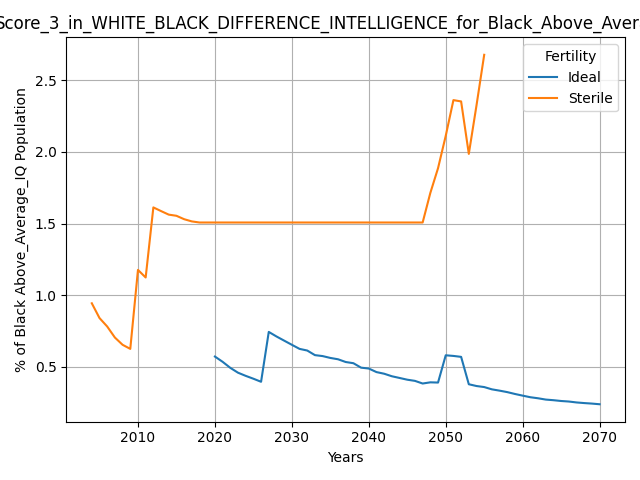 Score_3_in_WHITE_BLACK_DIFFERENCE_INTELLIGENCE_for_Black_Above_Aver
Fertility
Ideal
Sterile
% of Black Above_Average_IQ Population
2.5
2.0
1.5
1.0
0.5
2010 2020 2030 2040 2050 2060 2070
Years